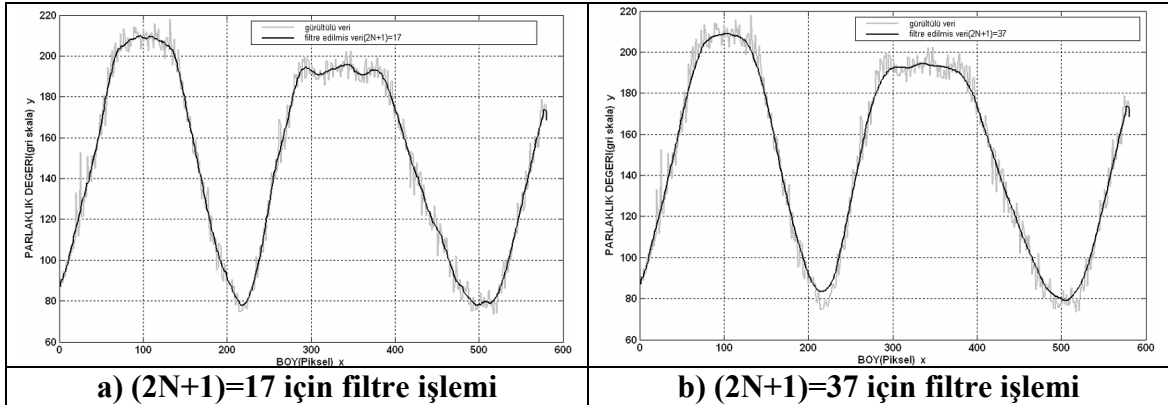 220
200
180
160
140
120
100
80
60
PARLAKLIK DEGERI(gri skala) y
gürültülü veri
filtre edilmis veri(2N+1)=17
0 100 200 300 400 500 600
BOY(Piksel) x
a) (2N+1)=17 için filtre işlemi
220
200
180
160
140
120
100
80
60
PARLAKLIK DEGERI(gri skala) y
gürültülü veri
filtre edilmis veri(2N+1)=37
0 100 200 300 400 500 600
BOY(Piksel) x
b) (2N+1)=37 için filtre işlemi